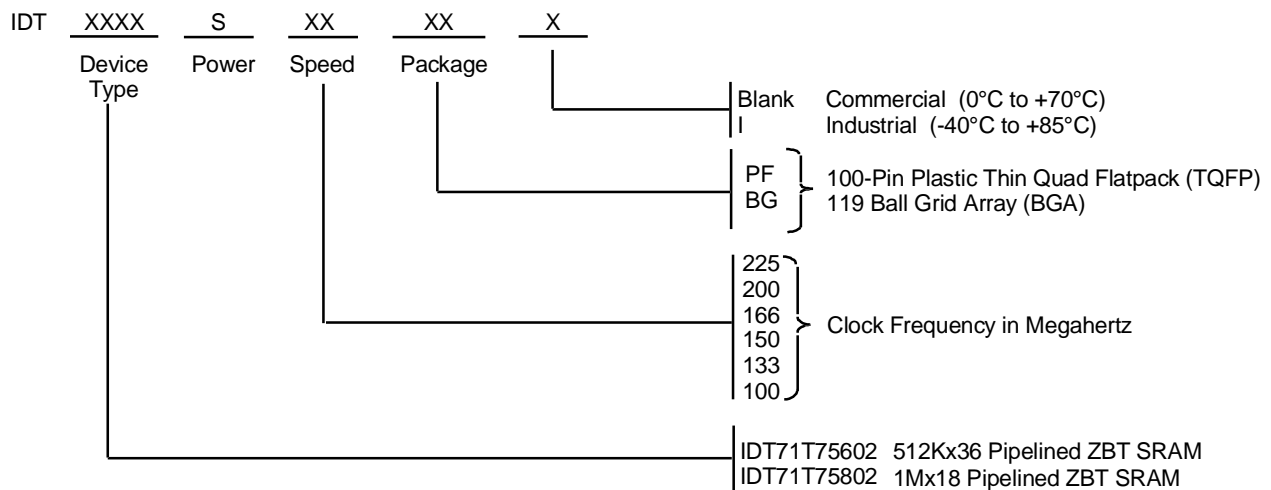 IDT XXXX S XX XX X
Device Type Power Speed Package
Blank Commercial (0°C to +70°C)
I Industrial (-40°C to +85°C)
PF 100-Pin Plastic Thin Quad Flatpack (TQFP)
BG 119 Ball Grid Array (BGA)
225
200
166
150
133
100
Clock Frequency in Megahertz
IDT71T75602 512Kx36 Pipelined ZBT SRAM
IDT71T75802 1Mx18 Pipelined ZBT SRAM